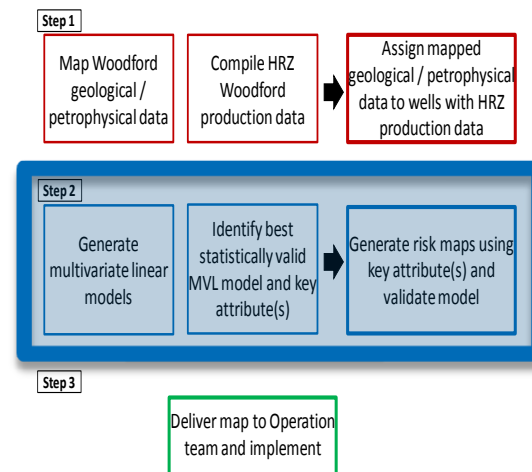 Step 1
Map Woodford
geological /
petrophysical data
Compile HRZ
Woodford
production data
Assign mapped
geological / petrophysical
data to wells with HRZ
production data
Step 2
Generate
multivariate linear
models
Identify best
statistically valid
MVL model and key
attribute(s)
Generate risk maps using
key attribute(s) and
validate model
Step 3
Deliver map to Operation
team and implement